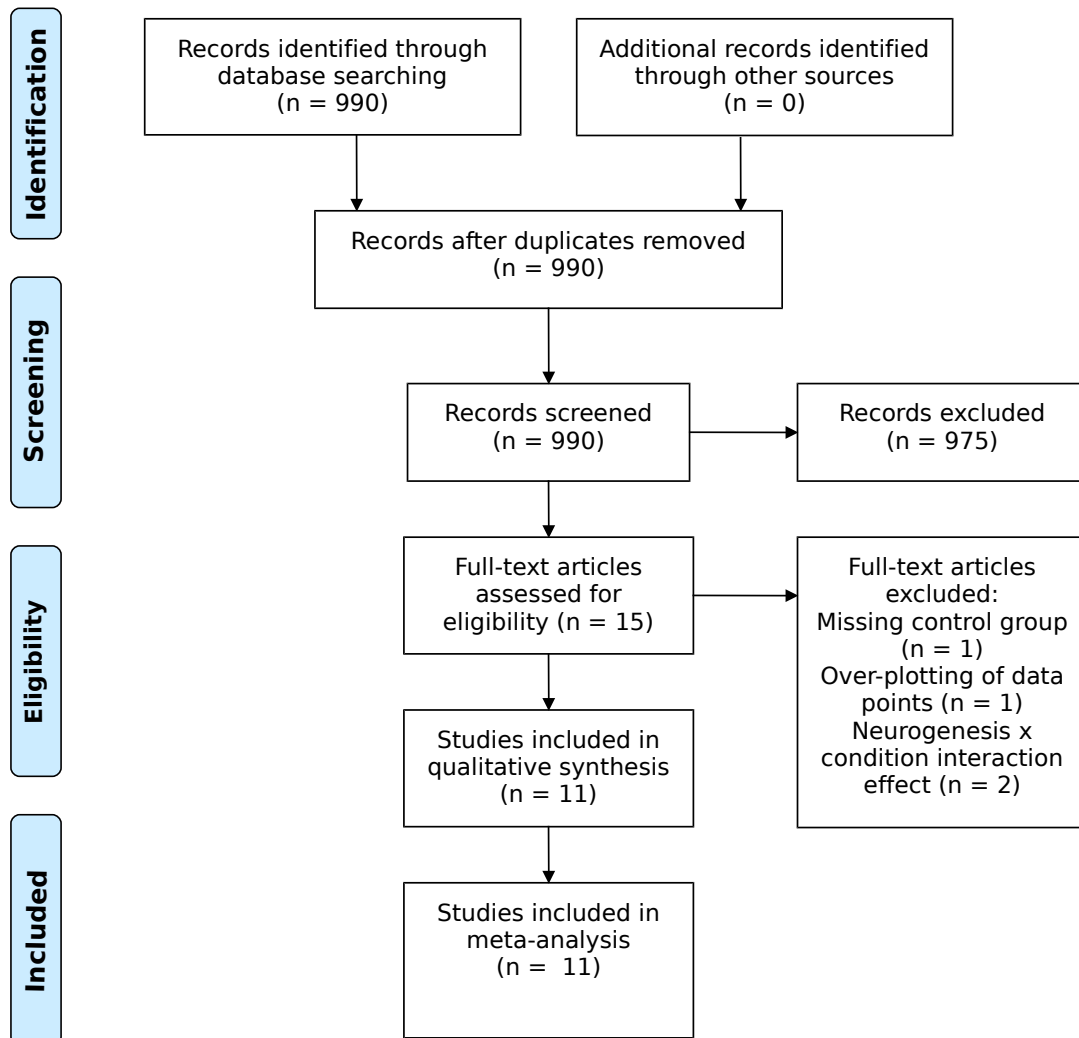 Identification
Records identified through
database searching
(n = 990)
Additional records identified
through other sources
(n = 0)
Records after duplicates removed
(n = 990)
Screening
Records screened
(n = 990)
Records excluded
(n = 975)
Eligibility
Full-text articles
assessed for
eligibility (n = 15)
Full-text articles
excluded:
Missing control group
(n = 1)
Over-plotting of data
points (n = 1)
Neurogenesis x
condition interaction
effect (n = 2)
Studies included in
qualitative synthesis
(n = 11)
Included
Studies included in
meta-analysis
(n =  11)